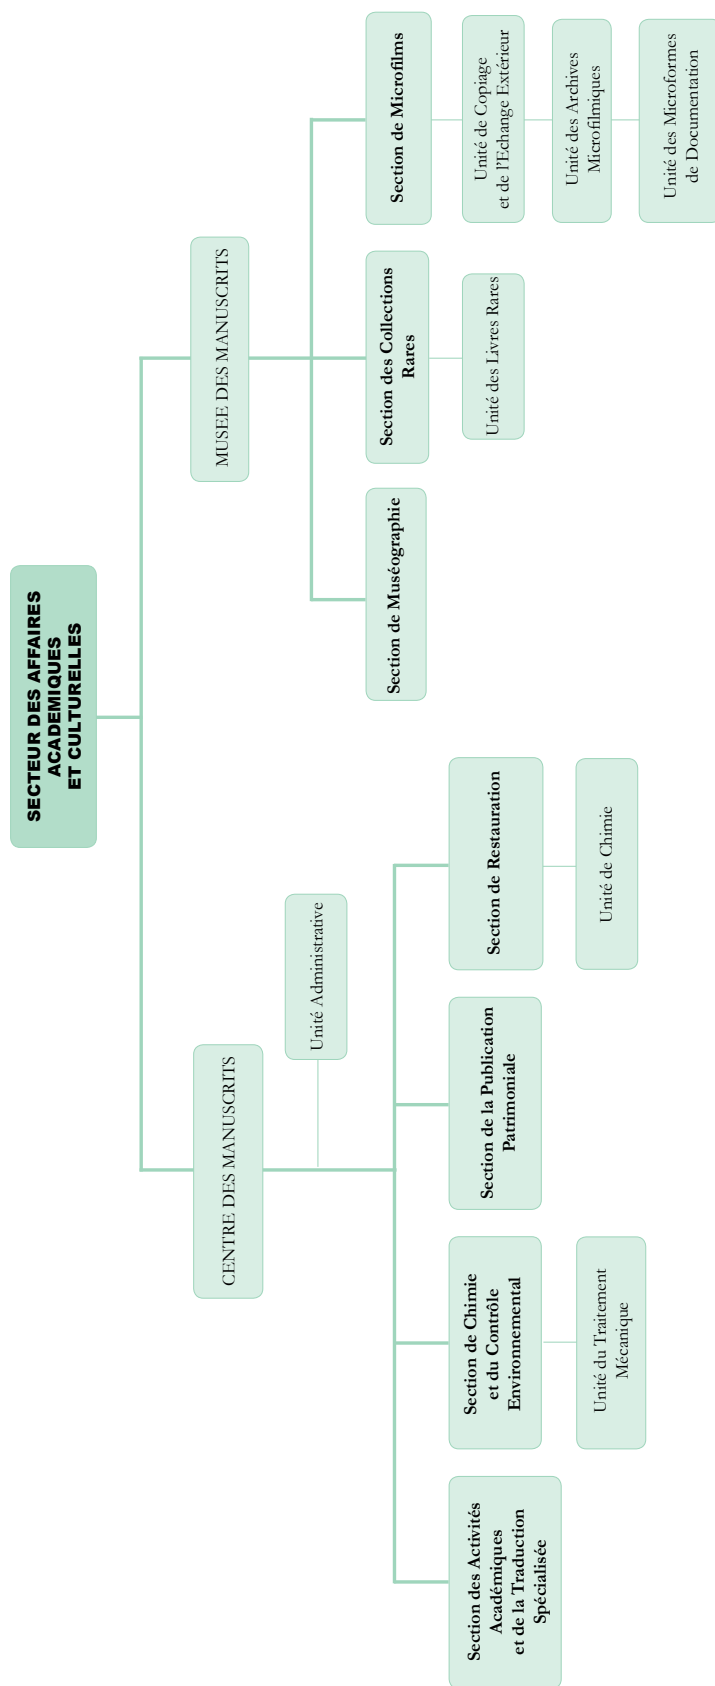 SECTEUR DES AFFAIRES
ACADEMIQUES
ET CULTURELLES
CENTRE DES MANUSCRITS
MUSEE DES MANUSCRITS
Unité Administrative
Section des Activités
Académiques
et de la Traduction
Spécialisée
Section de Chimie
et du Contrôle
Environnemental
Unité du Traitement
Mécanique
Section de la Publication
Patrimoniale
Section de Restauration
Unité de Chimie
Section de Muséographie
Section des Collections
Rares
Unité des Livres Rares
Section de Microfilms
Unité de Copiage
et de l'Echange Extérieur
Unité des Archives
Microfilmiques
Unité des Microformes
de Documentation